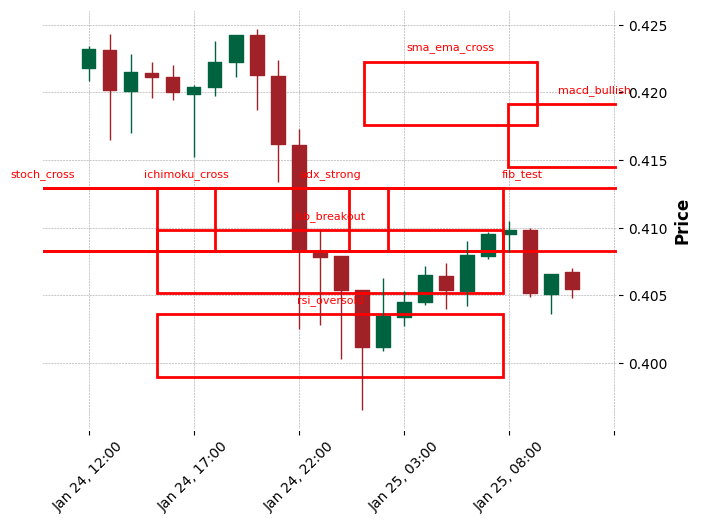 0.425
sma_ema_cross
macd_bullish
0.420
0.415
stoch_cross
ichimoku_cross
adx_strong
fib_test
0.410
bb_breakout
Price
0.405
rsi_oversold
0.400
Jan 24, 12:00
Jan 24, 17:00
Jan 24, 22:00
Jan 25, 03:00
Jan 25, 08:00